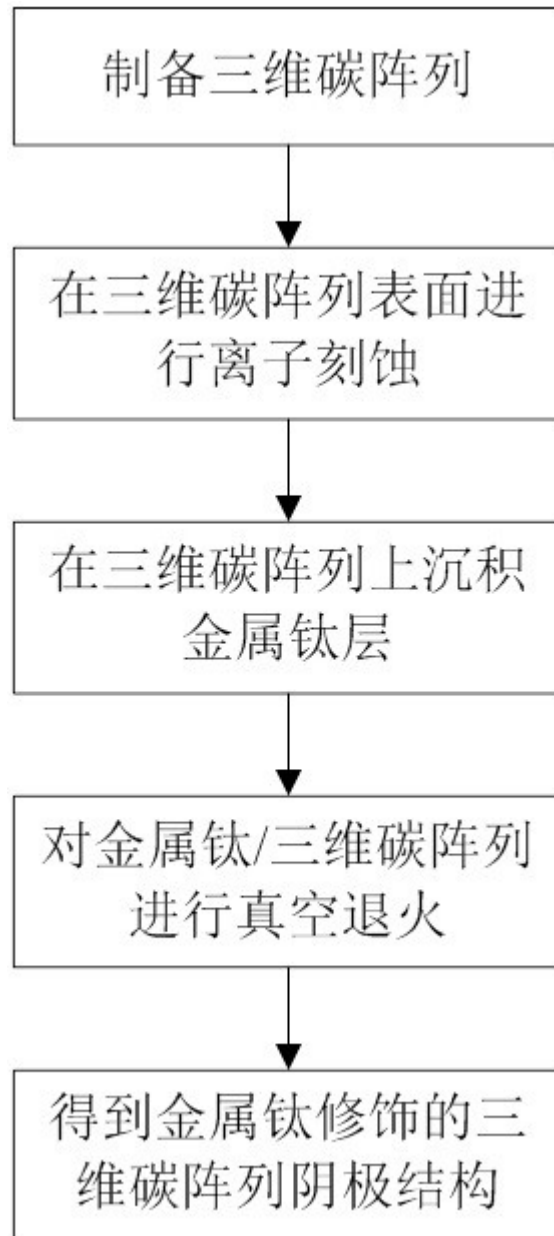 制备三维碳阵列
在三维碳阵列表面进
行离子刻蚀
在三维碳阵列上沉积
金属钛层
对金属钛/三维碳阵列
进行真空退火
得到金属钛修饰的三
维碳阵列阴极结构